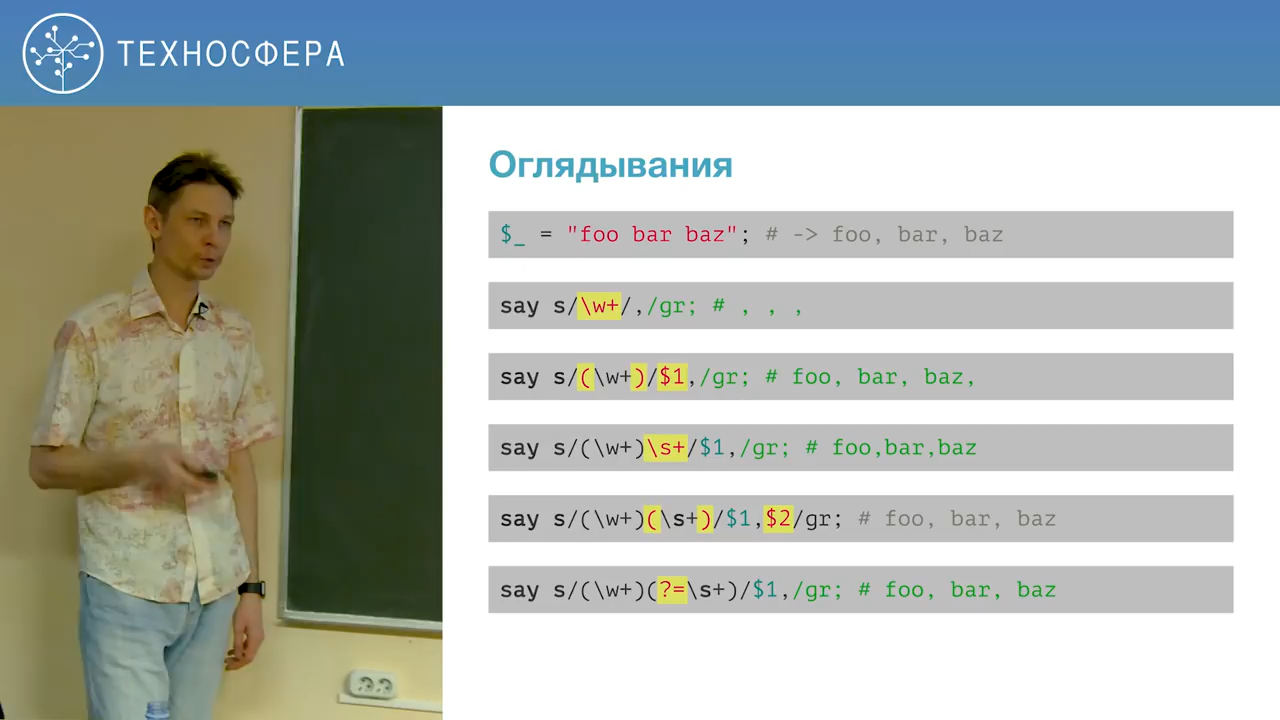 ТЕХНОСФЕРА
Оглядывания
$_ = "foo bar baz"; # -> foo, bar, baz
say s/\w+/,/gr; # , , ,
say s/(\w+)/$1,/gr; # foo, bar, baz,
say s/(\w+)\s+/$1,/gr; # foo,bar,baz
say s/(\w+)(\s+)/$1,$2/gr; # foo, bar, baz
say s/(\w+)(?=\s+)/$1,/gr; # foo, bar, baz